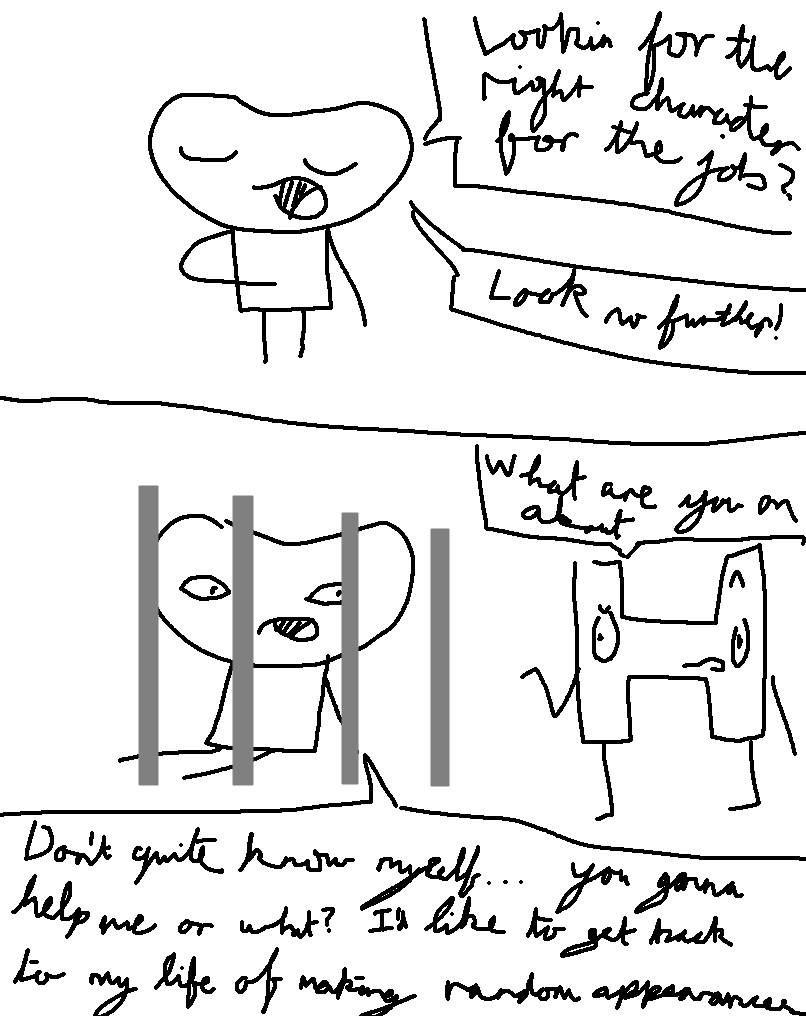 Lookin for the
right character
for the job?
Look no further!
What are you on
about
Don't quite know myself... you gonna
help me or what? I'll like to get back
to my life of making random appearances